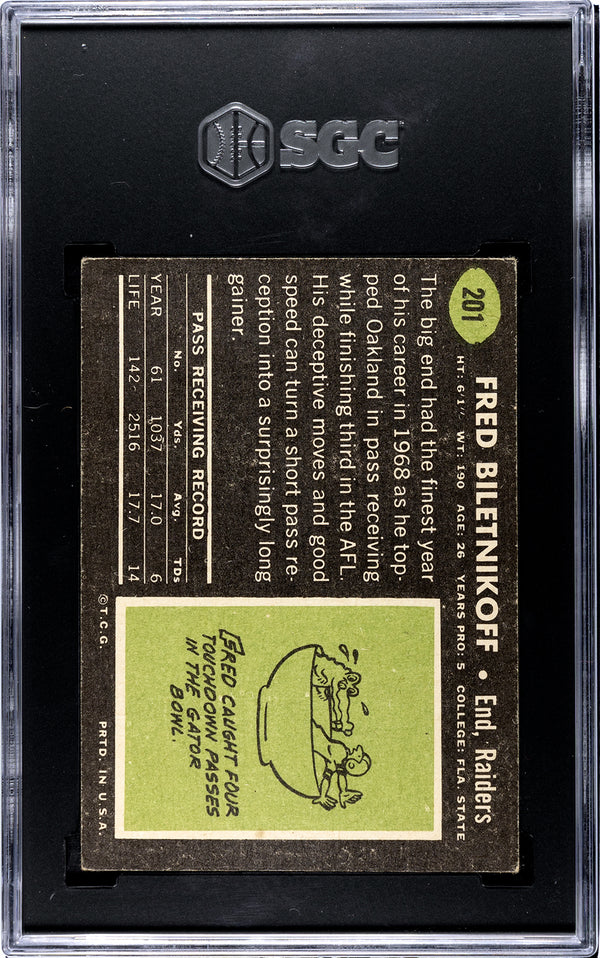 SGC
201
FRED BILETNIKOFF • End, Raiders
HT: 6'1" WT: 190 AGE: 26 YEARS PRO: 5 COLLEGE: FLA. STATE
The big end had the finest year
of his career in 1968 as he top-
ped Oakland in pass receiving
while finishing third in the AFL.
His deceptive moves and good
speed can turn a short pass re-
ception into a surprisingly long
gainer.
PASS RECEIVING RECORD
No. Yds. Avg. TDs
YEAR 61 1037 17.0 6
LIFE 142 2516 17.7 14
FRED CAUGHT FOUR
TOUCHDOWN PASSES
IN THE GATOR
BOWL.
© T.C.G. PRTD. IN U.S.A.